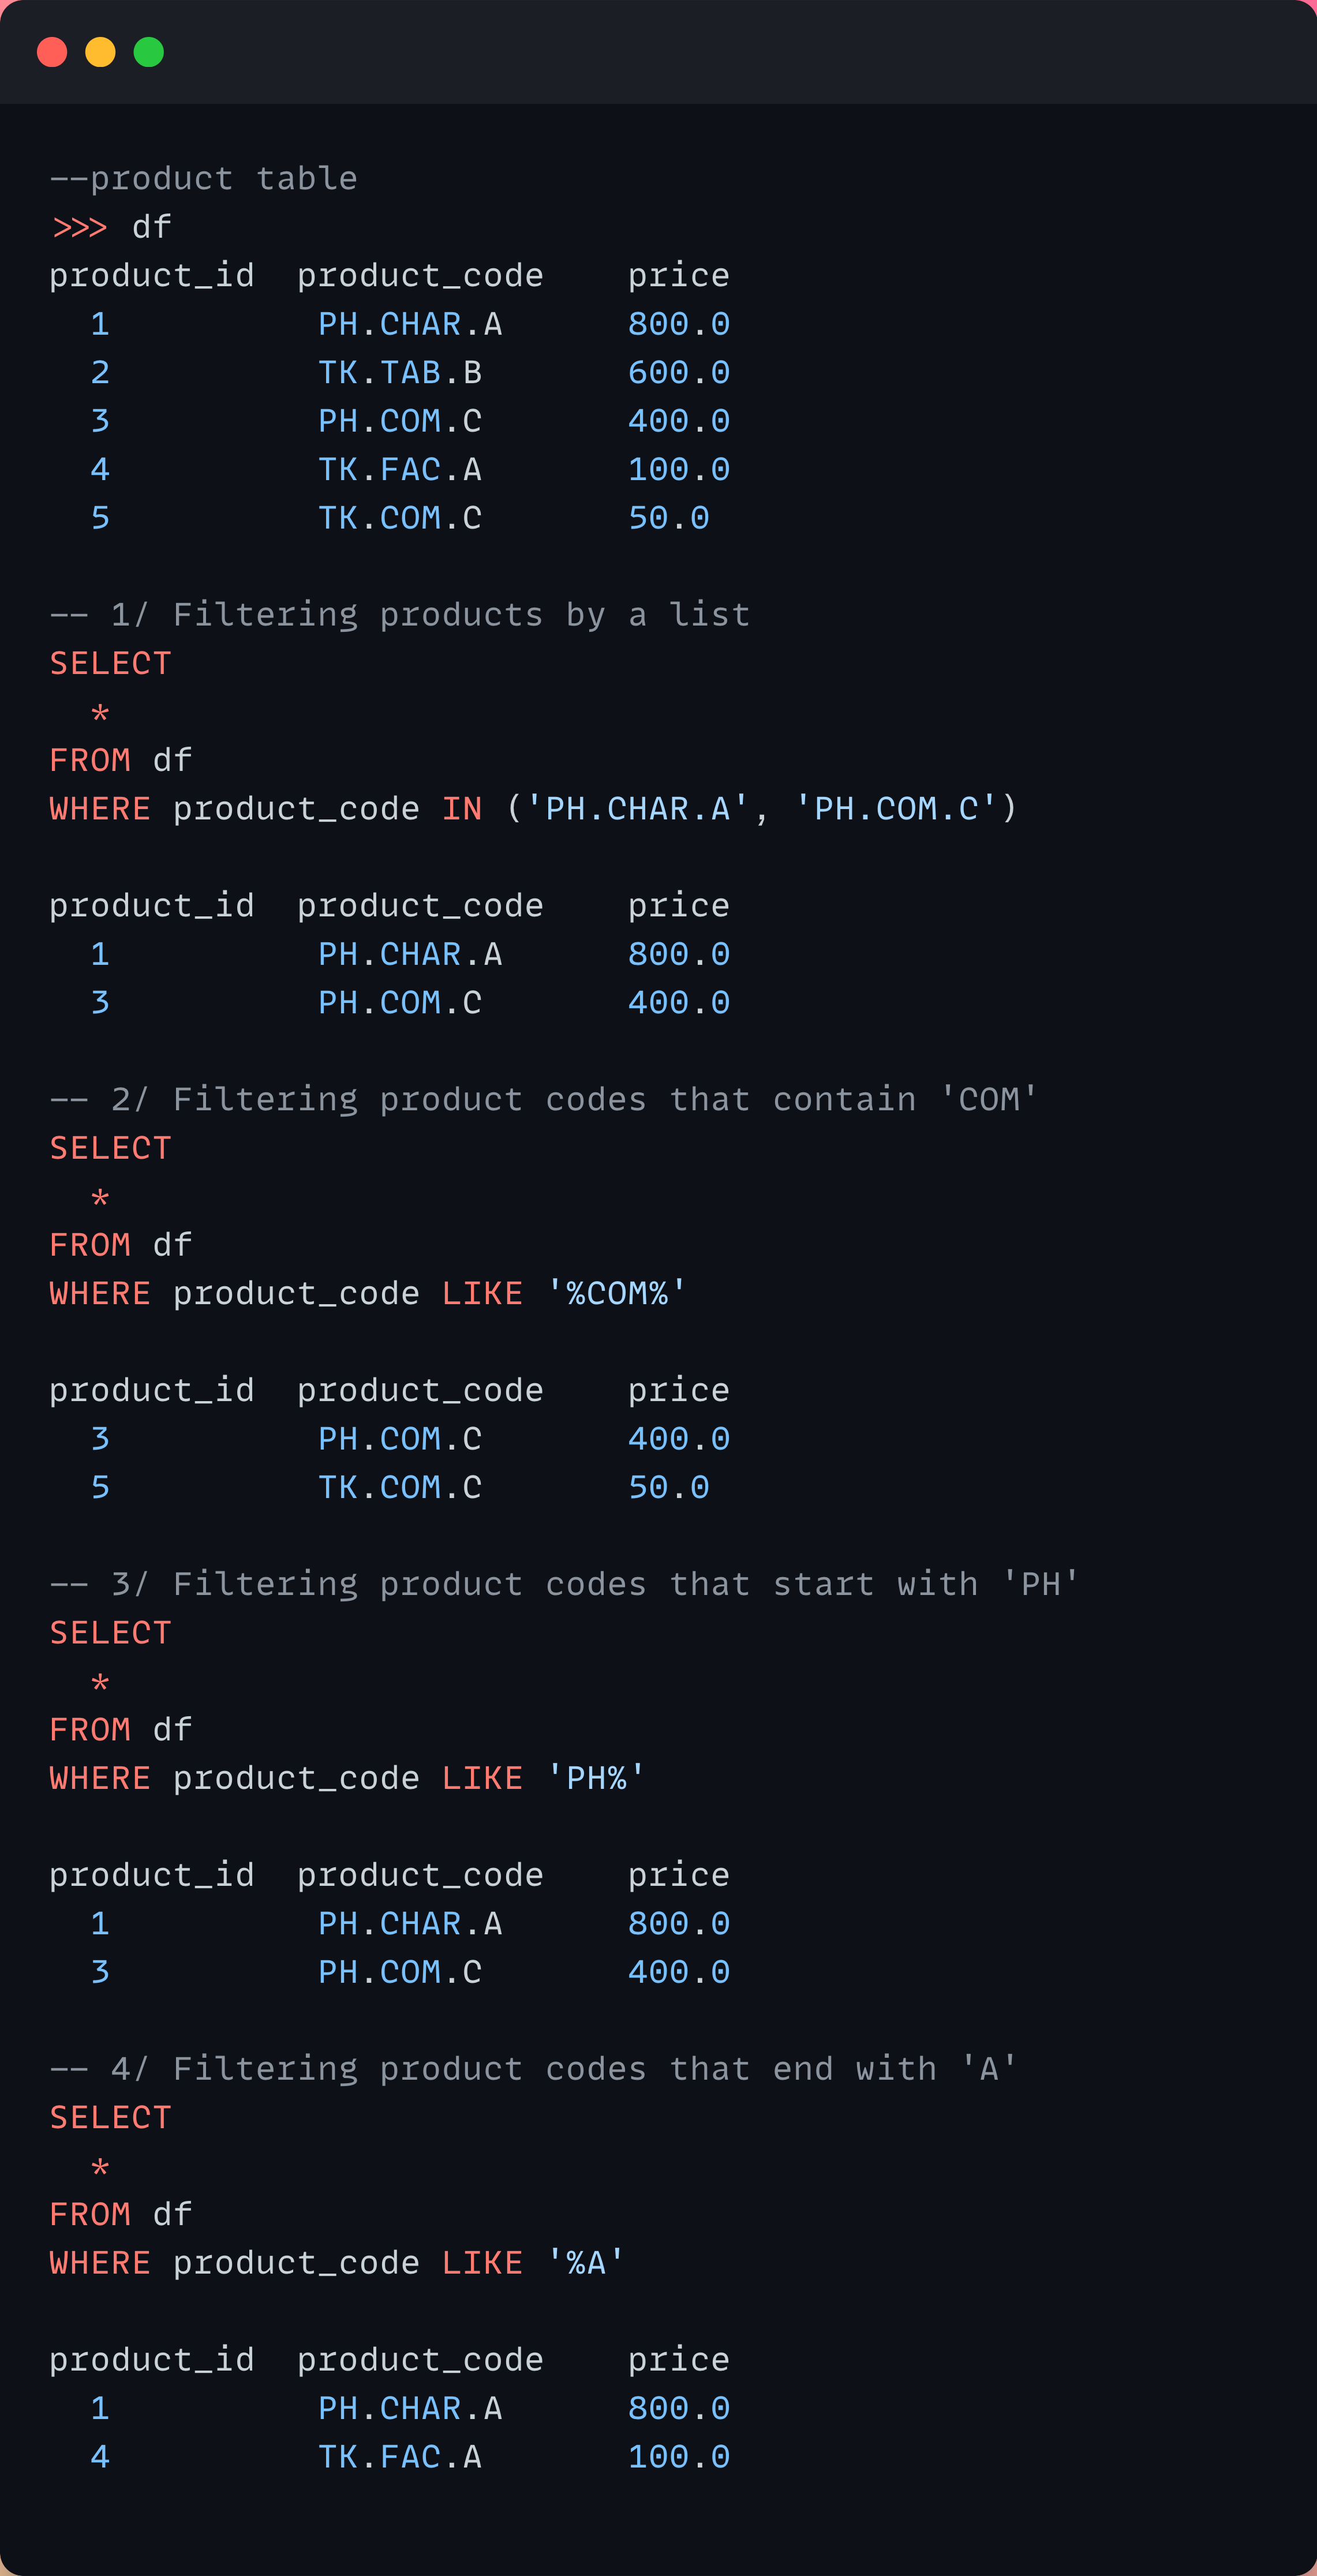 --product table
>>> df
product_id  product_code    price
  1          PH.CHAR.A      800.0
  2          TK.TAB.B       600.0
  3          PH.COM.C       400.0
  4          TK.FAC.A       100.0
  5          TK.COM.C       50.0
-- 1/ Filtering products by a list
SELECT
  *
FROM df
WHERE product_code IN ('PH.CHAR.A', 'PH.COM.C')
product_id  product_code    price
  1          PH.CHAR.A      800.0
  3          PH.COM.C       400.0
-- 2/ Filtering product codes that contain 'COM'
SELECT
  *
FROM df
WHERE product_code LIKE '%COM%'
product_id  product_code    price
  3          PH.COM.C       400.0
  5          TK.COM.C       50.0
-- 3/ Filtering product codes that start with 'PH'
SELECT
  *
FROM df
WHERE product_code LIKE 'PH%'
product_id  product_code    price
  1          PH.CHAR.A      800.0
  3          PH.COM.C       400.0
-- 4/ Filtering product codes that end with 'A'
SELECT
  *
FROM df
WHERE product_code LIKE '%A'
product_id  product_code    price
  1          PH.CHAR.A      800.0
  4          TK.FAC.A       100.0